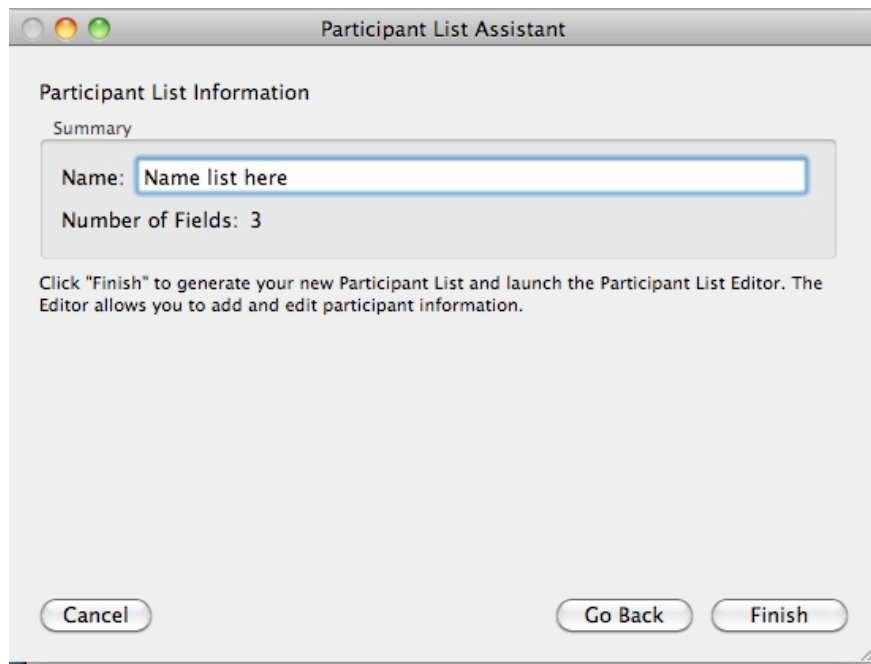 Participant List Assistant
Participant List Information
Summary
Name: Name list here
Number of Fields: 3
Click "Finish" to generate your new Participant List and launch the Participant List Editor. The
Editor allows you to add and edit participant information.
Cancel Go Back Finish